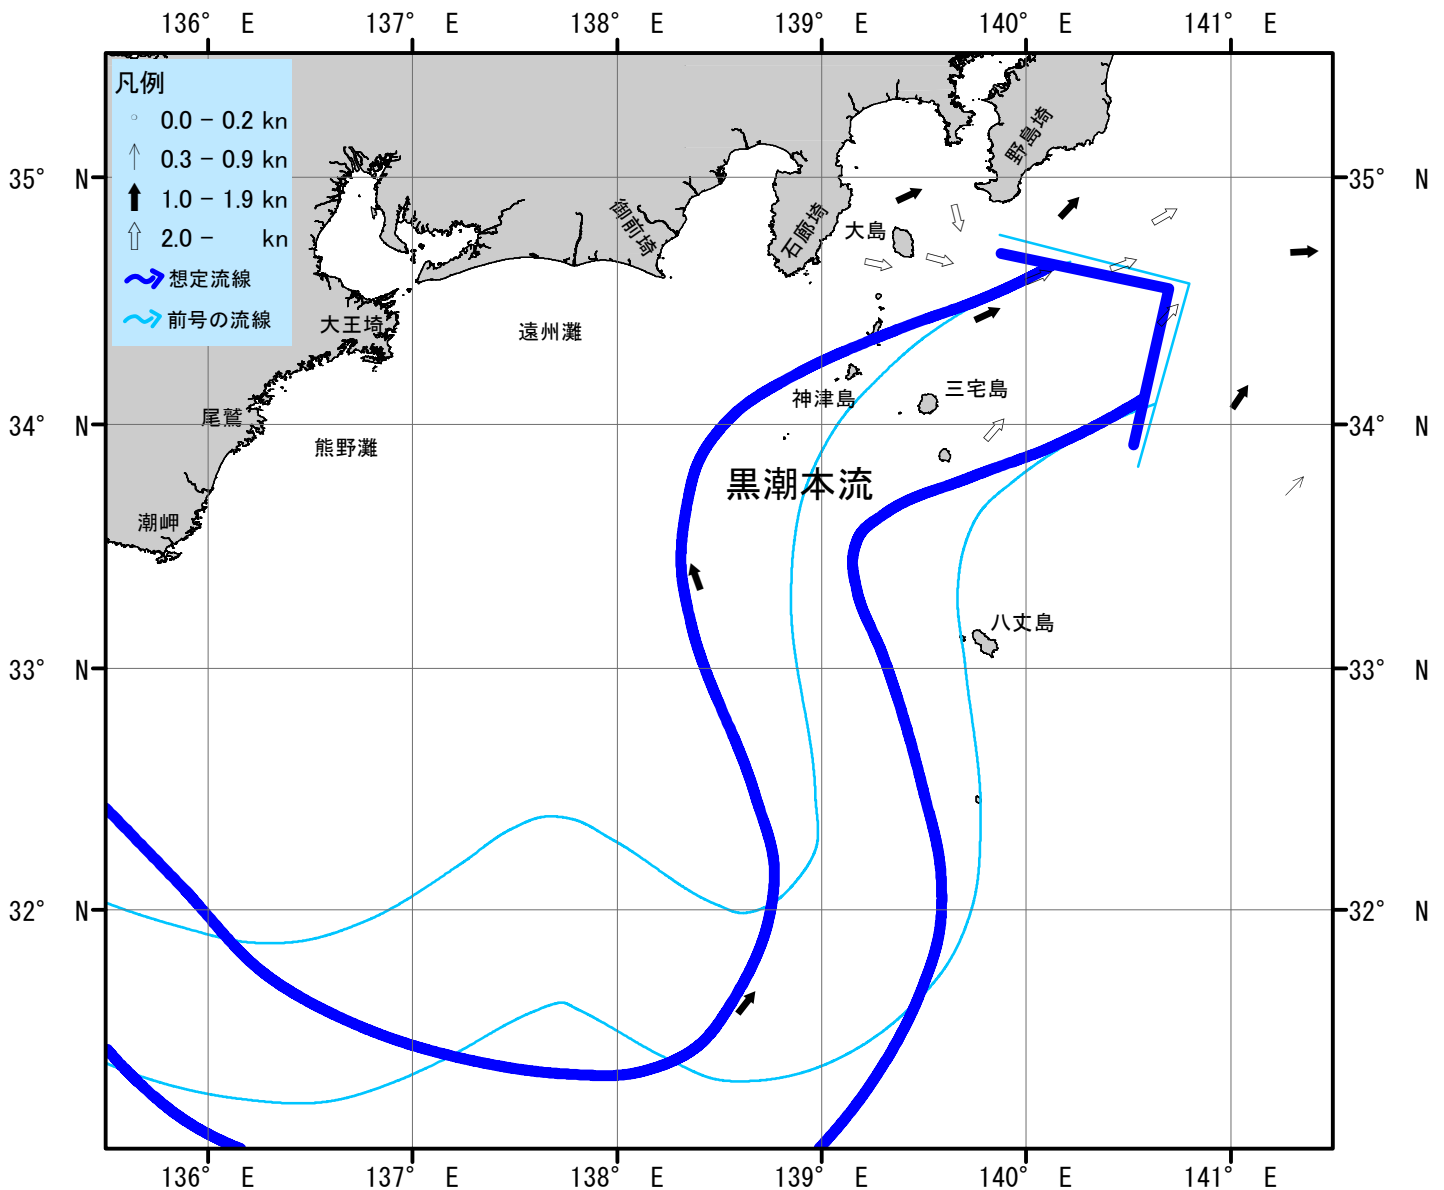 136° E 137° E 138° E 139° E 140° E 141° E
凡例
0.0 - 0.2 kn
0.3 - 0.9 kn
1.0 - 1.9 kn
2.0 - kn
想定流線
前号の流線
野島埼
35° N 35° N
御前埼
石廊埼
大島
大王埼
遠州灘
三宅島
神津島
尾鷲
34° N 34° N
熊野灘
黒潮本流
潮岬
八丈島
33° N 33° N
32° N 32° N
136° E 137° E 138° E 139° E 140° E 141° E